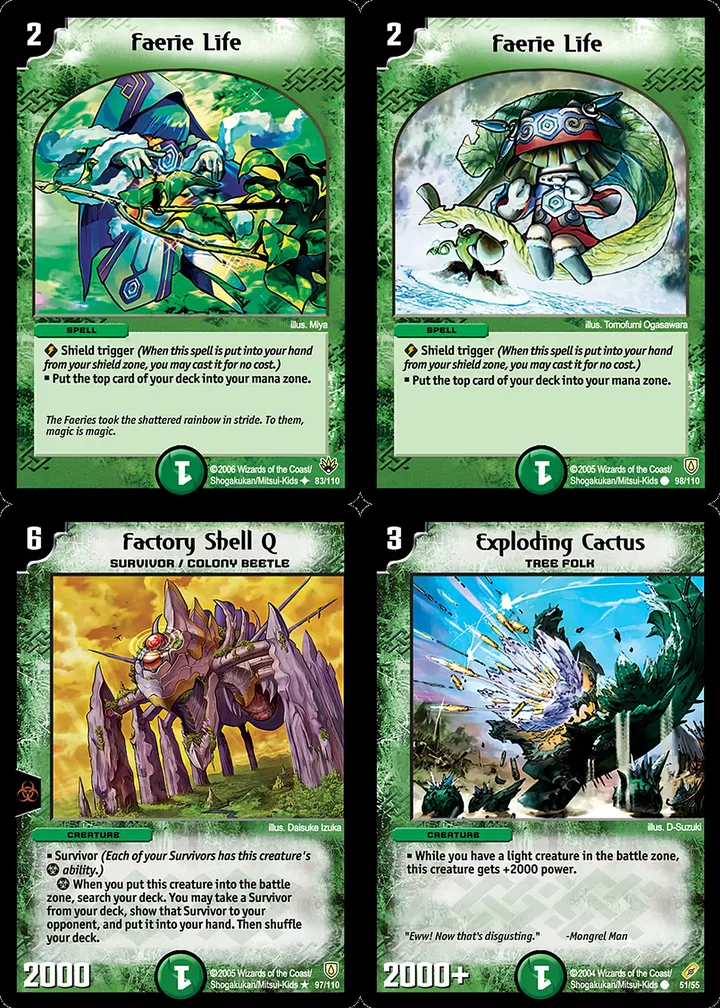 2
Faerie Life
illus. Miya
SPELL
Shield trigger (When this spell is put into your hand
from your shield zone, you may cast it for no cost.)
▪ Put the top card of your deck into your mana zone.
The Faeries took the shattered rainbow in stride. To them,
magic is magic.
1
©2006 Wizards of the Coast/
Shogakukan/Mitsui-Kids 83/110
2
Faerie Life
illus. Tomofumi Ogasawara
SPELL
Shield trigger (When this spell is put into your hand
from your shield zone, you may cast it for no cost.)
▪ Put the top card of your deck into your mana zone.
1
©2005 Wizards of the Coast/
Shogakukan/Mitsui-Kids ● 98/110
6
Factory Shell Q
SURVIVOR / COLONY BEETLE
illus. Daisuke Izuka
CREATURE
▪ Survivor (Each of your Survivors has this creature's
ability.)
When you put this creature into the battle
zone, search your deck. You may take a Survivor
from your deck, show that Survivor to your
opponent, and put it into your hand. Then shuffle
your deck.
2000
1
©2005 Wizards of the Coast/
Shogakukan/Mitsui-Kids ★ 97/110
3
Exploding Cactus
TREE FOLK
illus. D-Suzuki
CREATURE
▪ While you have a light creature in the battle zone,
this creature gets +2000 power.
"Eww! Now that's disgusting." -Mongrel Man
2000+
1
©2004 Wizards of the Coast/
Shogakukan/Mitsui-Kids ● 51/55